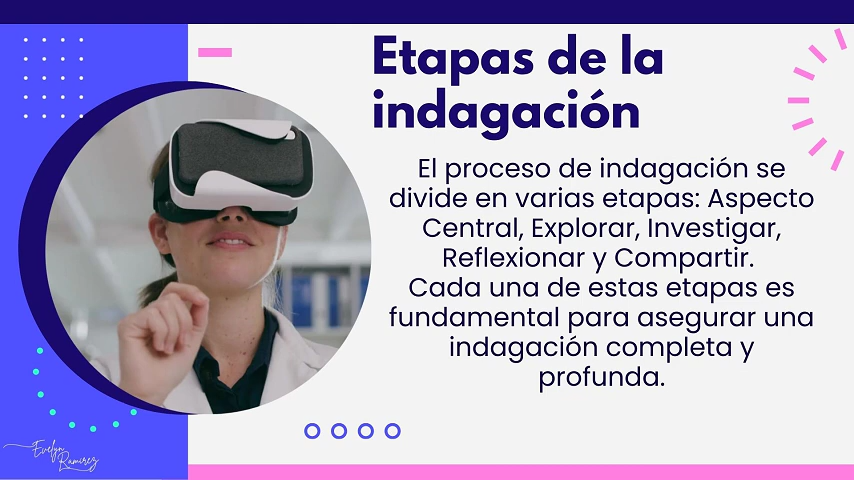 Etapas de la
indagación
El proceso de indagación se
divide en varias etapas: Aspecto
Central, Explorar, Investigar,
Reflexionar y Compartir.
Cada una de estas etapas es
fundamental para asegurar una
indagación completa y
profunda.
Evelyn
Ramirez